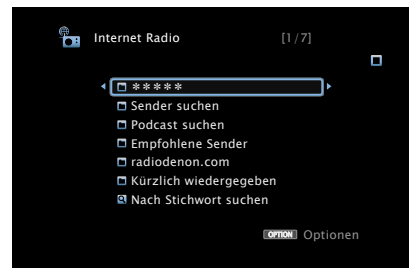 Internet Radio [1/7]
*****
Sender suchen
Podcast suchen
Empfohlene Sender
radiodenon.com
Kürzlich wiedergegeben
Nach Stichwort suchen
OPTION Optionen